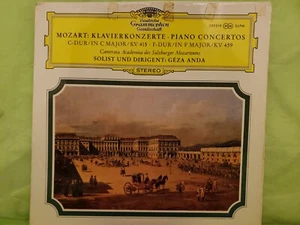 Deutsche
Grammophon
Gesellschaft
MOZART: KLAVIERKONZERTE · PIANO CONCERTOS
C-DUR/IN C MAJOR/KV 415 · F-DUR/IN F MAJOR/KV 459
Camerata Academica des Salzburger Mozarteums
SOLIST UND DIRIGENT: GÉZA ANDA
STEREO